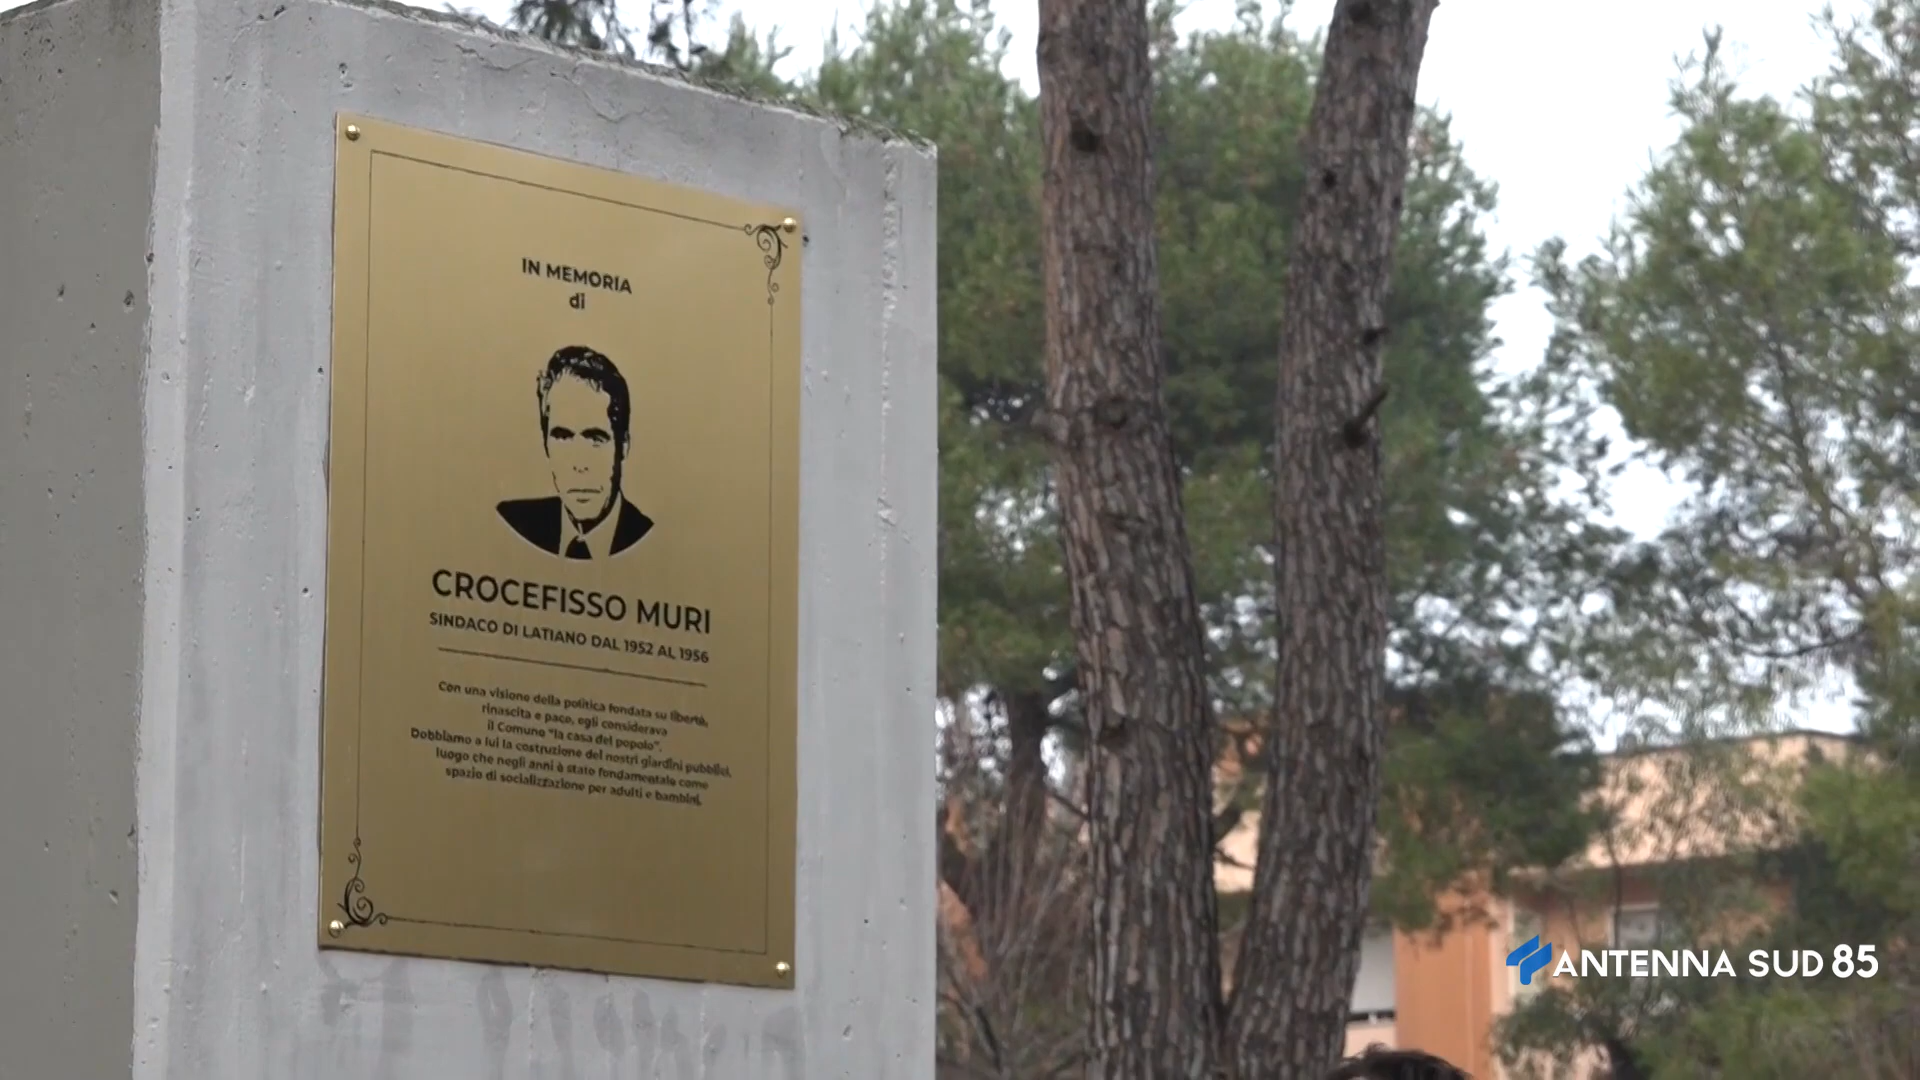 IN MEMORIA
di
CROCEFISSO MURI
SINDACO DI LATIANO DAL 1952 AL 1956
Con una visione della politica fondata su libertà,
rinascita e pace, egli considerava
il Comune "la casa del popolo".
Dobbiamo a lui la costruzione dei nostri giardini pubblici,
luogo che negli anni è stato fondamentale come
spazio di socializzazione per adulti e bambini.
ANTENNA SUD 85